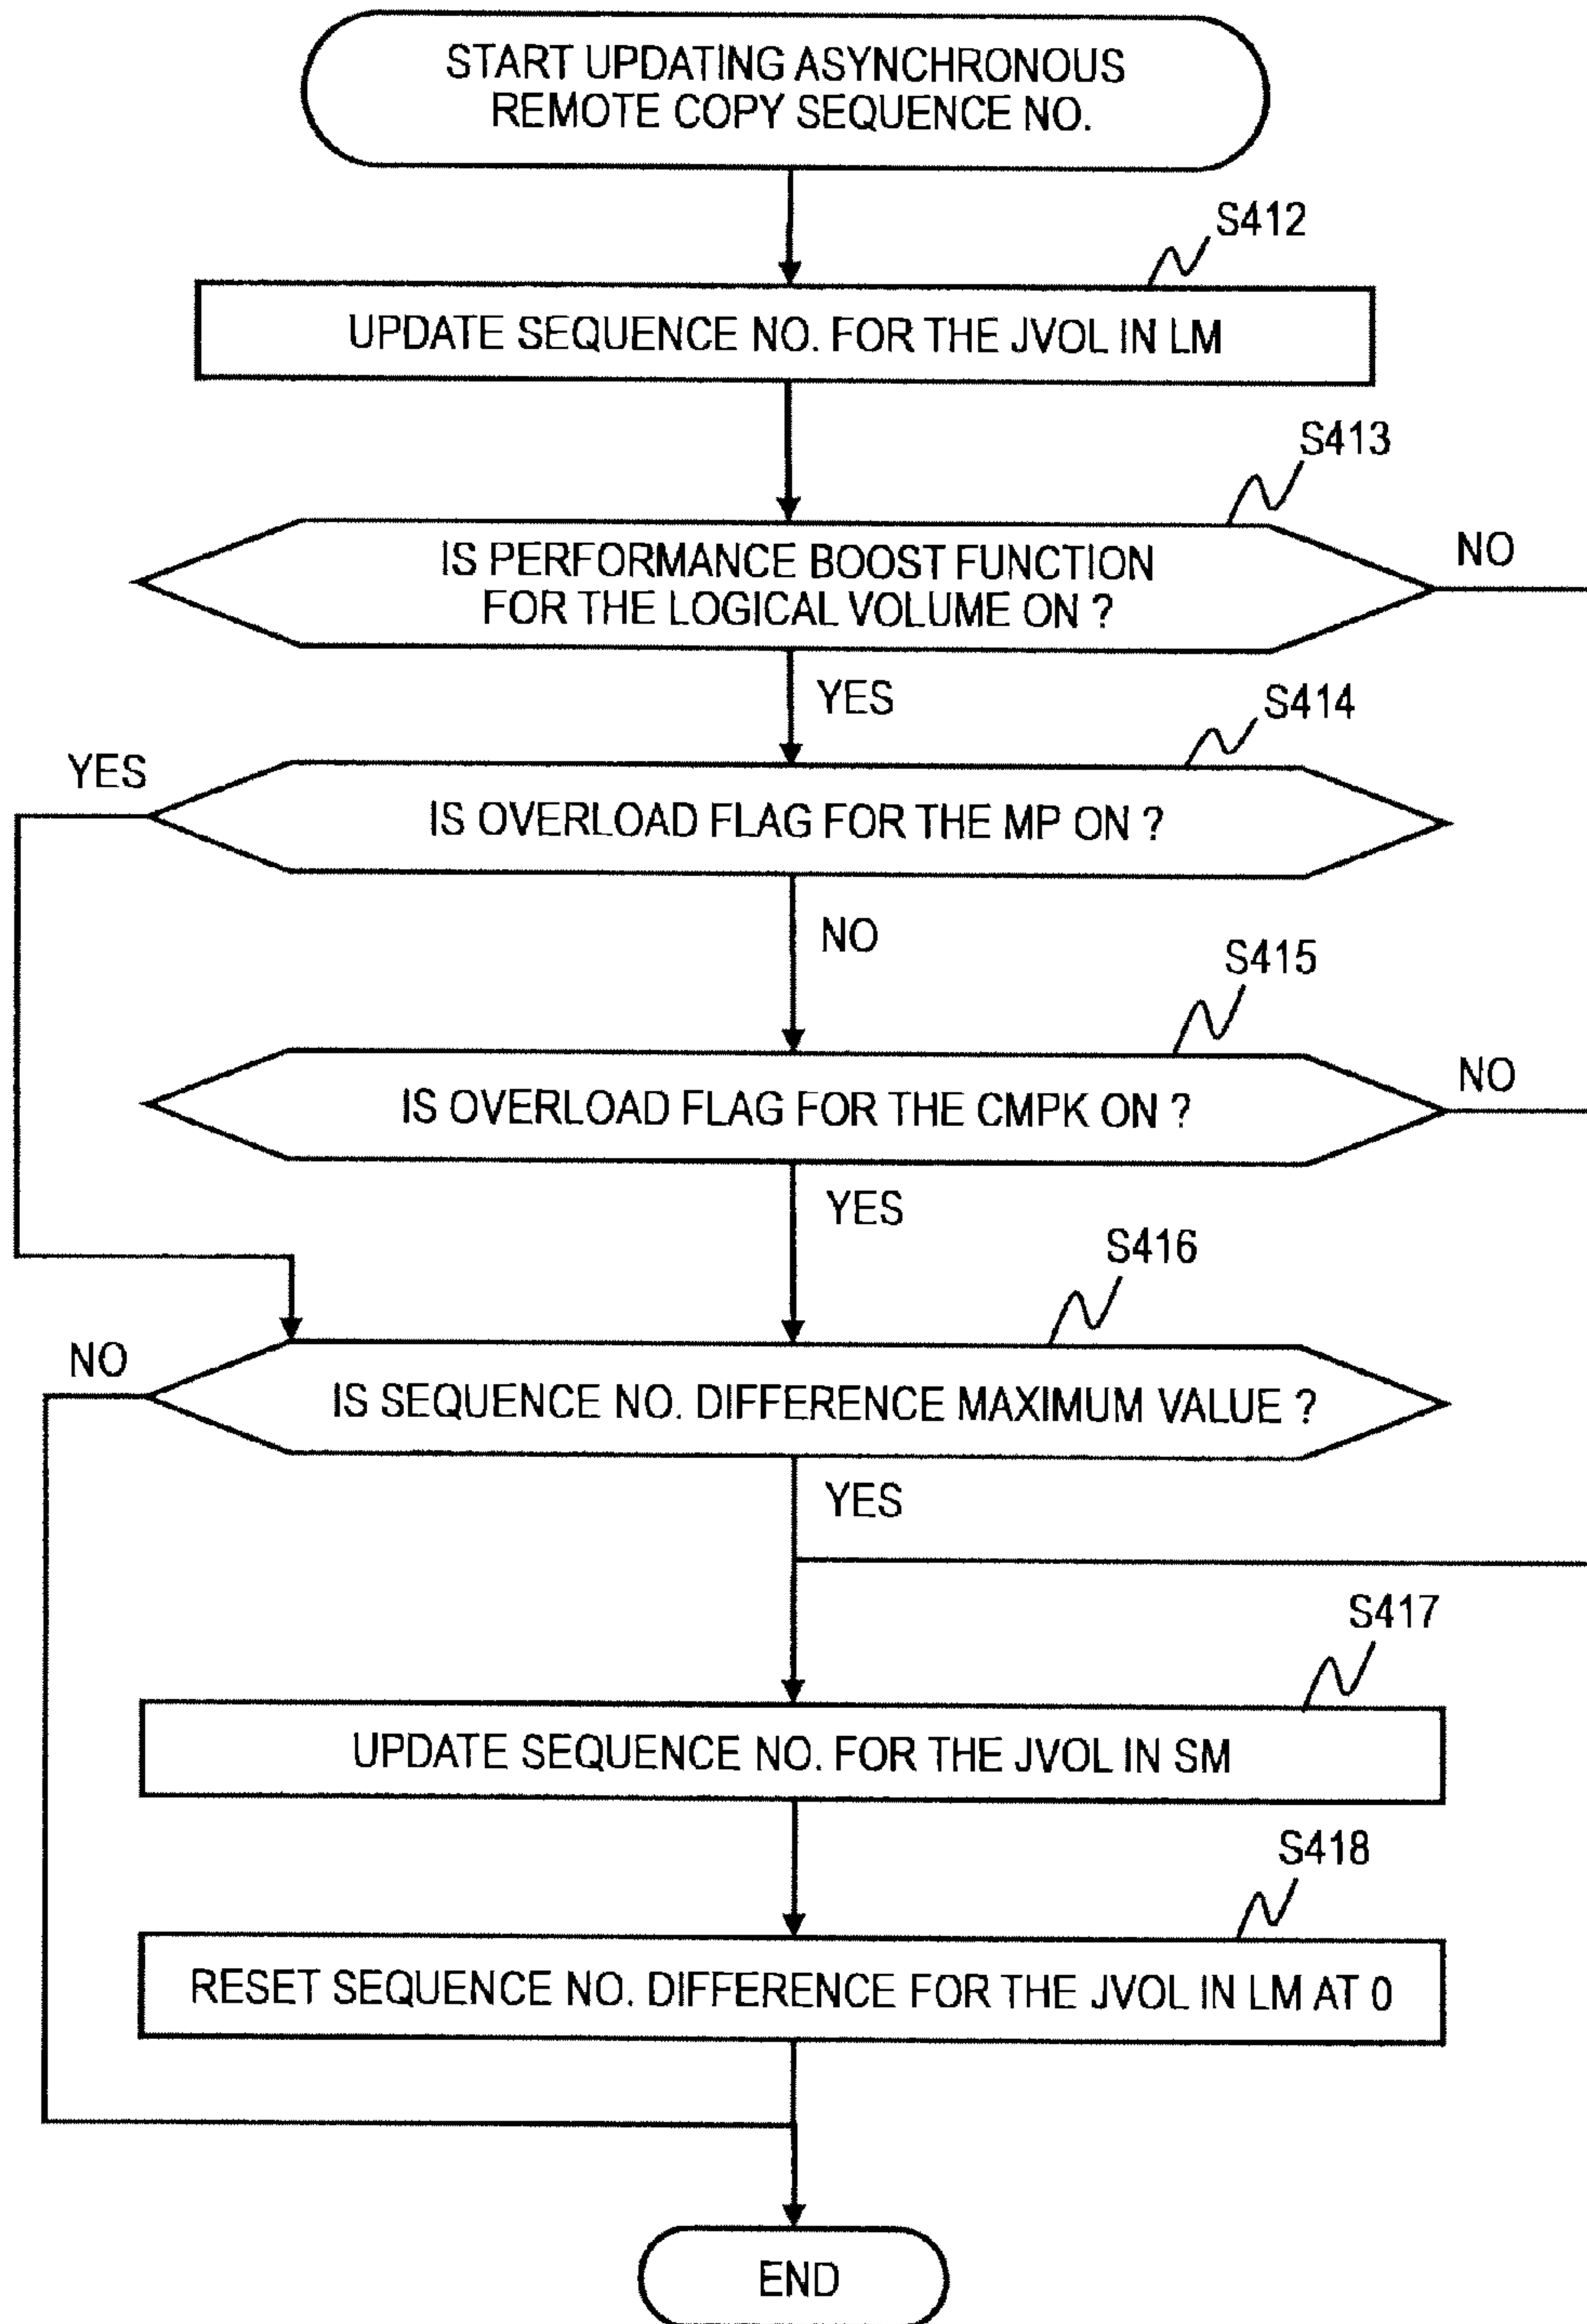 START UPDATING ASYNCHRONOUS
REMOTE COPY SEQUENCE NO.
S412
UPDATE SEQUENCE NO. FOR THE JVOL IN LM
S413
IS PERFORMANCE BOOST FUNCTION
FOR THE LOGICAL VOLUME ON ?
NO
YES
S414
YES
IS OVERLOAD FLAG FOR THE MP ON ?
NO
S415
IS OVERLOAD FLAG FOR THE CMPK ON ?
NO
YES
S416
NO
IS SEQUENCE NO. DIFFERENCE MAXIMUM VALUE ?
YES
S417
UPDATE SEQUENCE NO. FOR THE JVOL IN SM
S418
RESET SEQUENCE NO. DIFFERENCE FOR THE JVOL IN LM AT 0
END